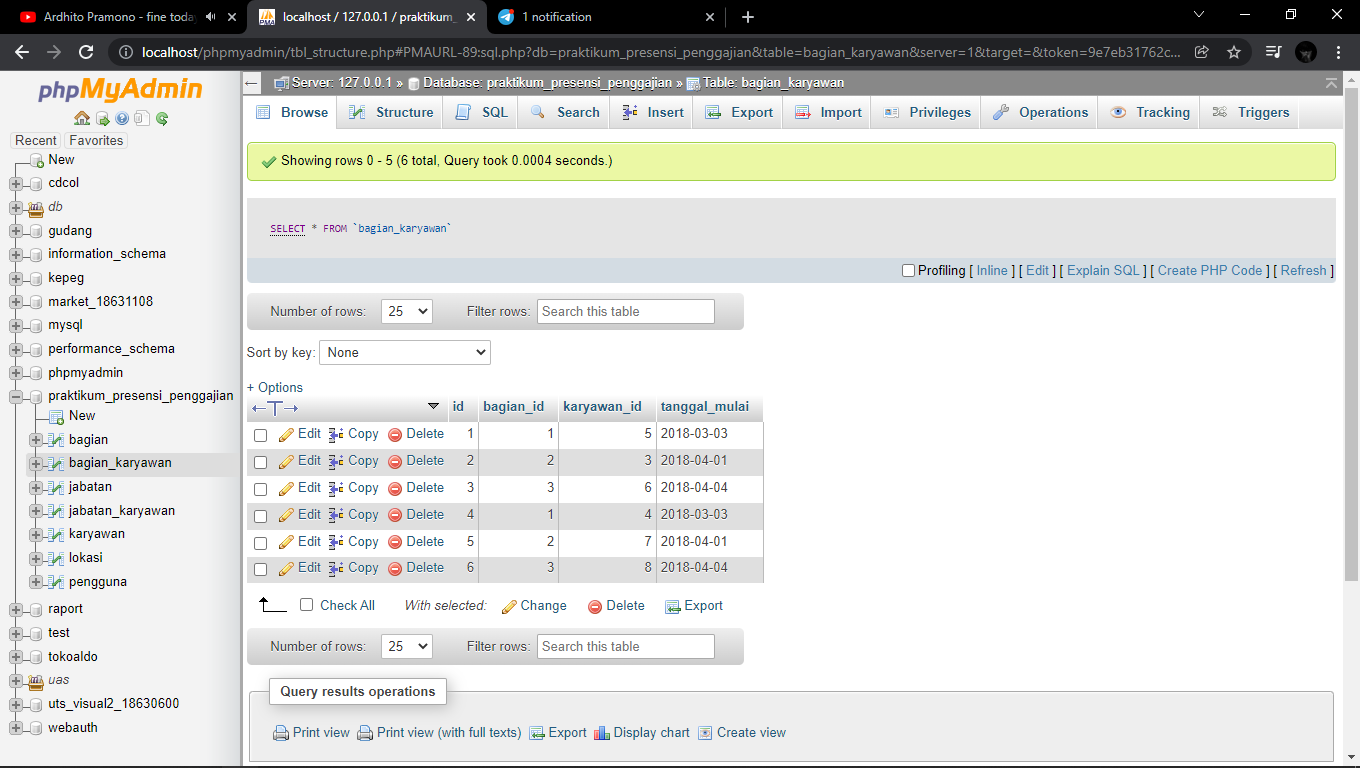 Ardhito Pramono - fine toda
localhost / 127.0.0.1 / praktikum_
1 notification
localhost/phpmyadmin/tbl_structure.php#PMAURL-89:sql.php?db=praktikum_presensi_penggajian&table=bagian_karyawan&server=1&target=&token=9e7eb31762c...
phpMyAdmin
Recent Favorites
New
cdcol
db
gudang
information_schema
kepeg
market_18631108
mysql
performance_schema
phpmyadmin
praktikum_presensi_penggajian
New
bagian
bagian_karyawan
jabatan
jabatan_karyawan
karyawan
lokasi
pengguna
raport
test
tokoaldo
uas
uts_visual2_18630600
webauth
Server: 127.0.0.1 » Database: praktikum_presensi_penggajian » Table: bagian_karyawan
Browse Structure SQL Search Insert Export Import Privileges Operations Tracking Triggers
Showing rows 0 - 5 (6 total, Query took 0.0004 seconds.)
SELECT * FROM `bagian_karyawan`
Profiling [ Inline ] [ Edit ] [ Explain SQL ] [ Create PHP Code ] [ Refresh ]
Number of rows: 25 Filter rows: Search this table
Sort by key: None
+ Options
id bagian_id karyawan_id tanggal_mulai
Edit Copy Delete 1 1 5 2018-03-03
Edit Copy Delete 2 2 3 2018-04-01
Edit Copy Delete 3 3 6 2018-04-04
Edit Copy Delete 4 1 4 2018-03-03
Edit Copy Delete 5 2 7 2018-04-01
Edit Copy Delete 6 3 8 2018-04-04
Check All With selected: Change Delete Export
Number of rows: 25 Filter rows: Search this table
Query results operations
Print view Print view (with full texts) Export Display chart Create view